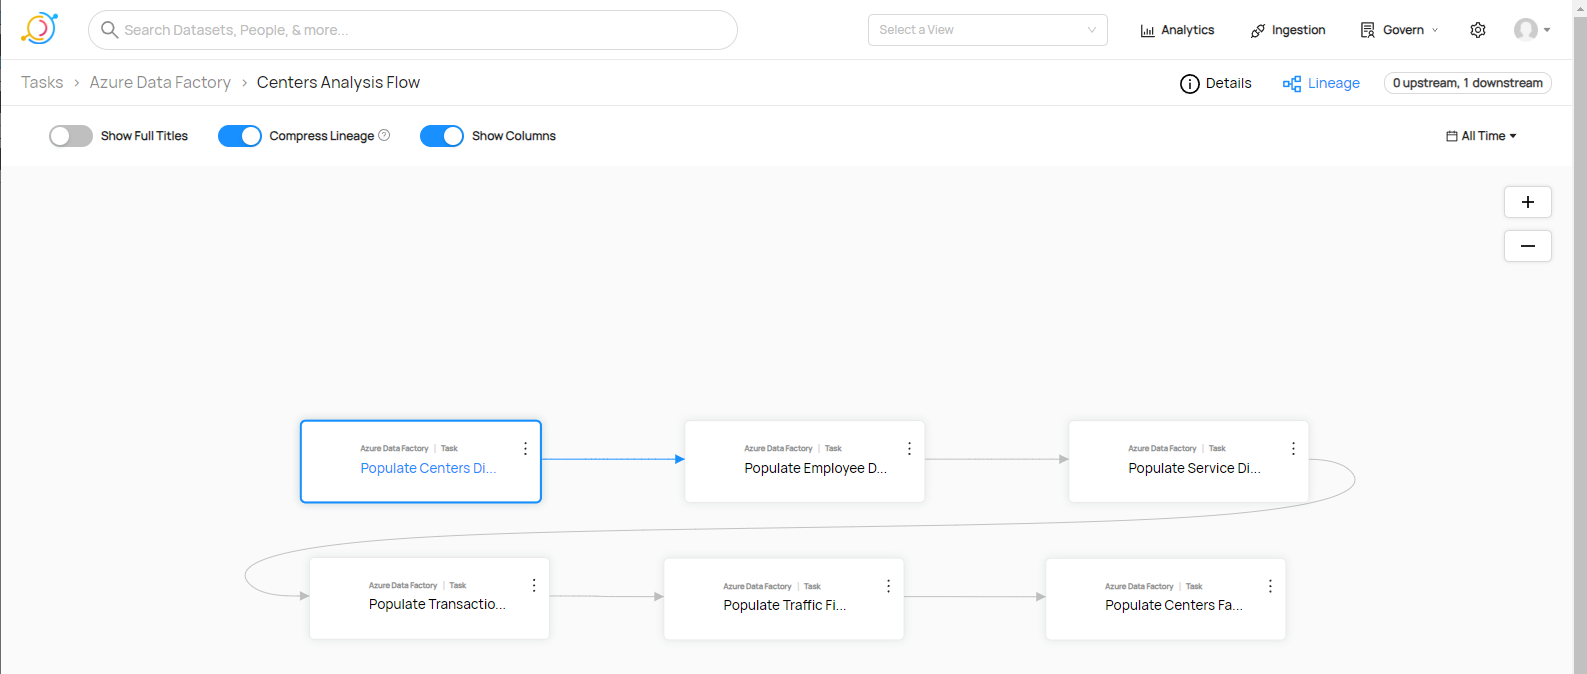 Search Datasets, People, & more...
Select a View
Analytics
Ingestion
Govern
Tasks > Azure Data Factory > Centers Analysis Flow
Details
Lineage
0 upstream, 1 downstream
Show Full Titles
Compress Lineage
Show Columns
All Time
Azure Data Factory | Task
Populate Centers Di...
Azure Data Factory | Task
Populate Employee D...
Azure Data Factory | Task
Populate Service Di...
Azure Data Factory | Task
Populate Transactio...
Azure Data Factory | Task
Populate Traffic Fi...
Azure Data Factory | Task
Populate Centers Fa...